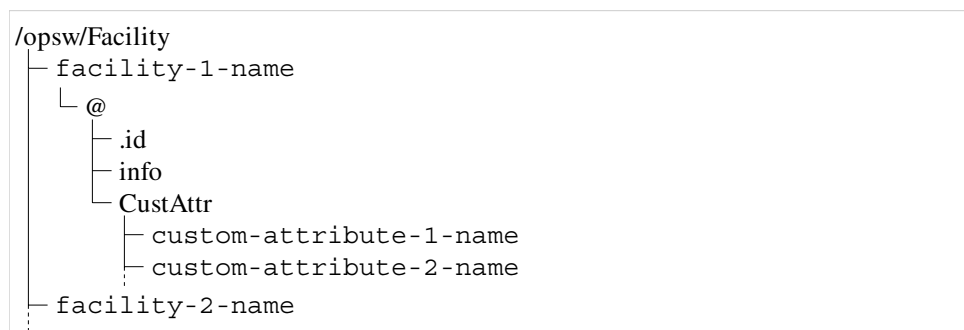 /opsw/Facility
facility-1-name
@
.id
info
CustAttr
custom-attribute-1-name
custom-attribute-2-name
facility-2-name